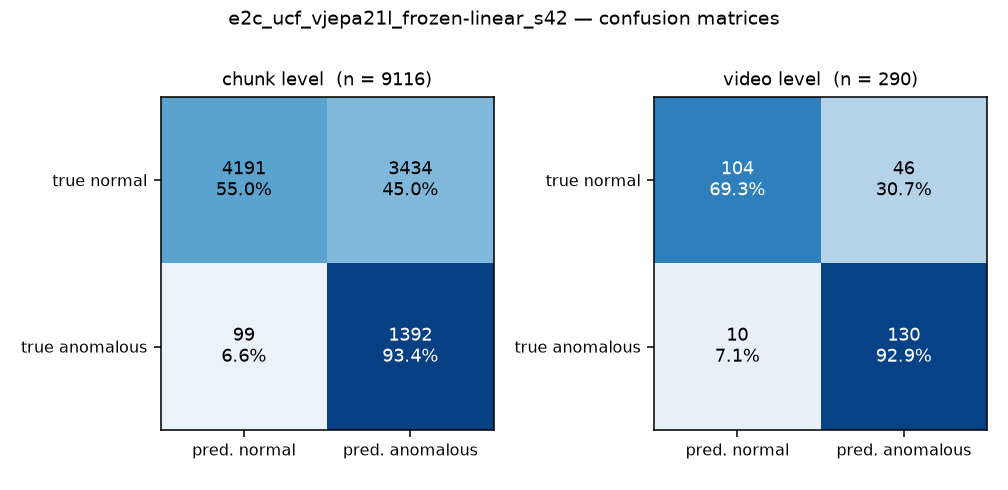 e2c_ucf_vjepa21l_frozen-linear_s42 — confusion matrices
chunk level  (n = 9116)
true normal
4191
55.0%
3434
45.0%
true anomalous
99
6.6%
1392
93.4%
pred. normal
pred. anomalous
video level  (n = 290)
true normal
104
69.3%
46
30.7%
true anomalous
10
7.1%
130
92.9%
pred. normal
pred. anomalous